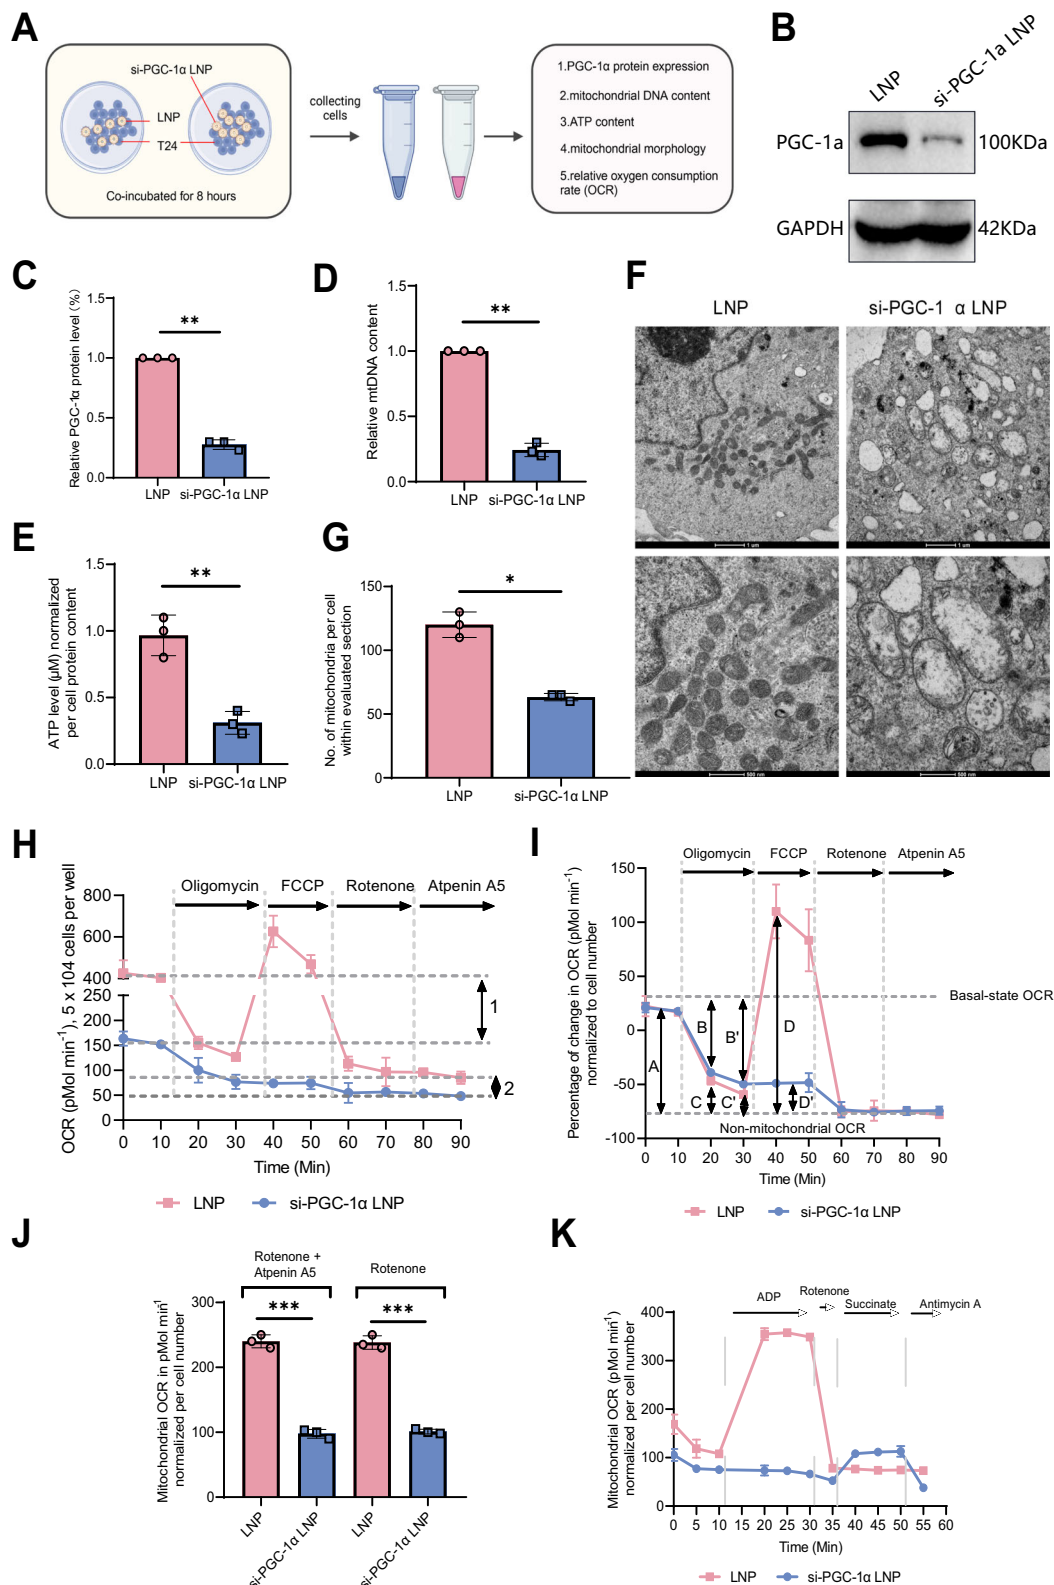 A
si-PGC-1α LNP
LNP
T24
Co-incubated for 8 hours
collecting
cells
1.PGC-1α protein expression
2.mitochondrial DNA content
3.ATP content
4.mitochondrial morphology
5.relative oxygen consumption
rate (OCR)
B
LNP
si-PGC-1a LNP
PGC-1a
100KDa
GAPDH
42KDa
C
Relative PGC-1α protein level (%)
1.5
1.0
0.5
0.0
**
LNP
si-PGC-1α LNP
D
Relative mtDNA content
1.5
1.0
0.5
0.0
**
LNP
si-PGC-1α LNP
E
ATP level (μM) normalized
per cell protein content
1.5
1.0
0.5
0.0
**
LNP
si-PGC-1α LNP
G
No. of mitochondria per cell
within evaluated section
150
100
50
0
*
LNP
si-PGC-1α LNP
F
LNP
si-PGC-1 α LNP
1 um
1 um
500 nm
500 nm
H
OCR (pMol min⁻¹), 5 x 104 cells per well
800
600
400
250
200
150
100
50
0
Oligomycin
FCCP
Rotenone
Atpenin A5
1
2
0 10 20 30 40 50 60 70 80 90
Time (Min)
LNP
si-PGC-1α LNP
I
Percentage of change in OCR (pMol min⁻¹)
normalized to cell number
150
100
50
0
-50
-100
Oligomycin
FCCP
Rotenone
Atpenin A5
Basal-state OCR
A
B
B'
C
C'
D
D'
Non-mitochondrial OCR
0 10 20 30 40 50 60 70 80 90
Time (Min)
LNP
si-PGC-1α LNP
J
Mitochondrial OCR in pMol min¹
normalized per cell number
300
200
100
0
Rotenone +
Atpenin A5
Rotenone
***
***
LNP
si-PGC-1α LNP
LNP
si-PGC-1α LNP
K
Mitochondrial OCR (pMol min¹)
normalized per cell number
400
300
200
100
0
ADP
Rotenone
Succinate
Antimycin A
0 5 10 15 20 25 30 35 40 45 50 55 60
Time (Min)
LNP
si-PGC-1α LNP